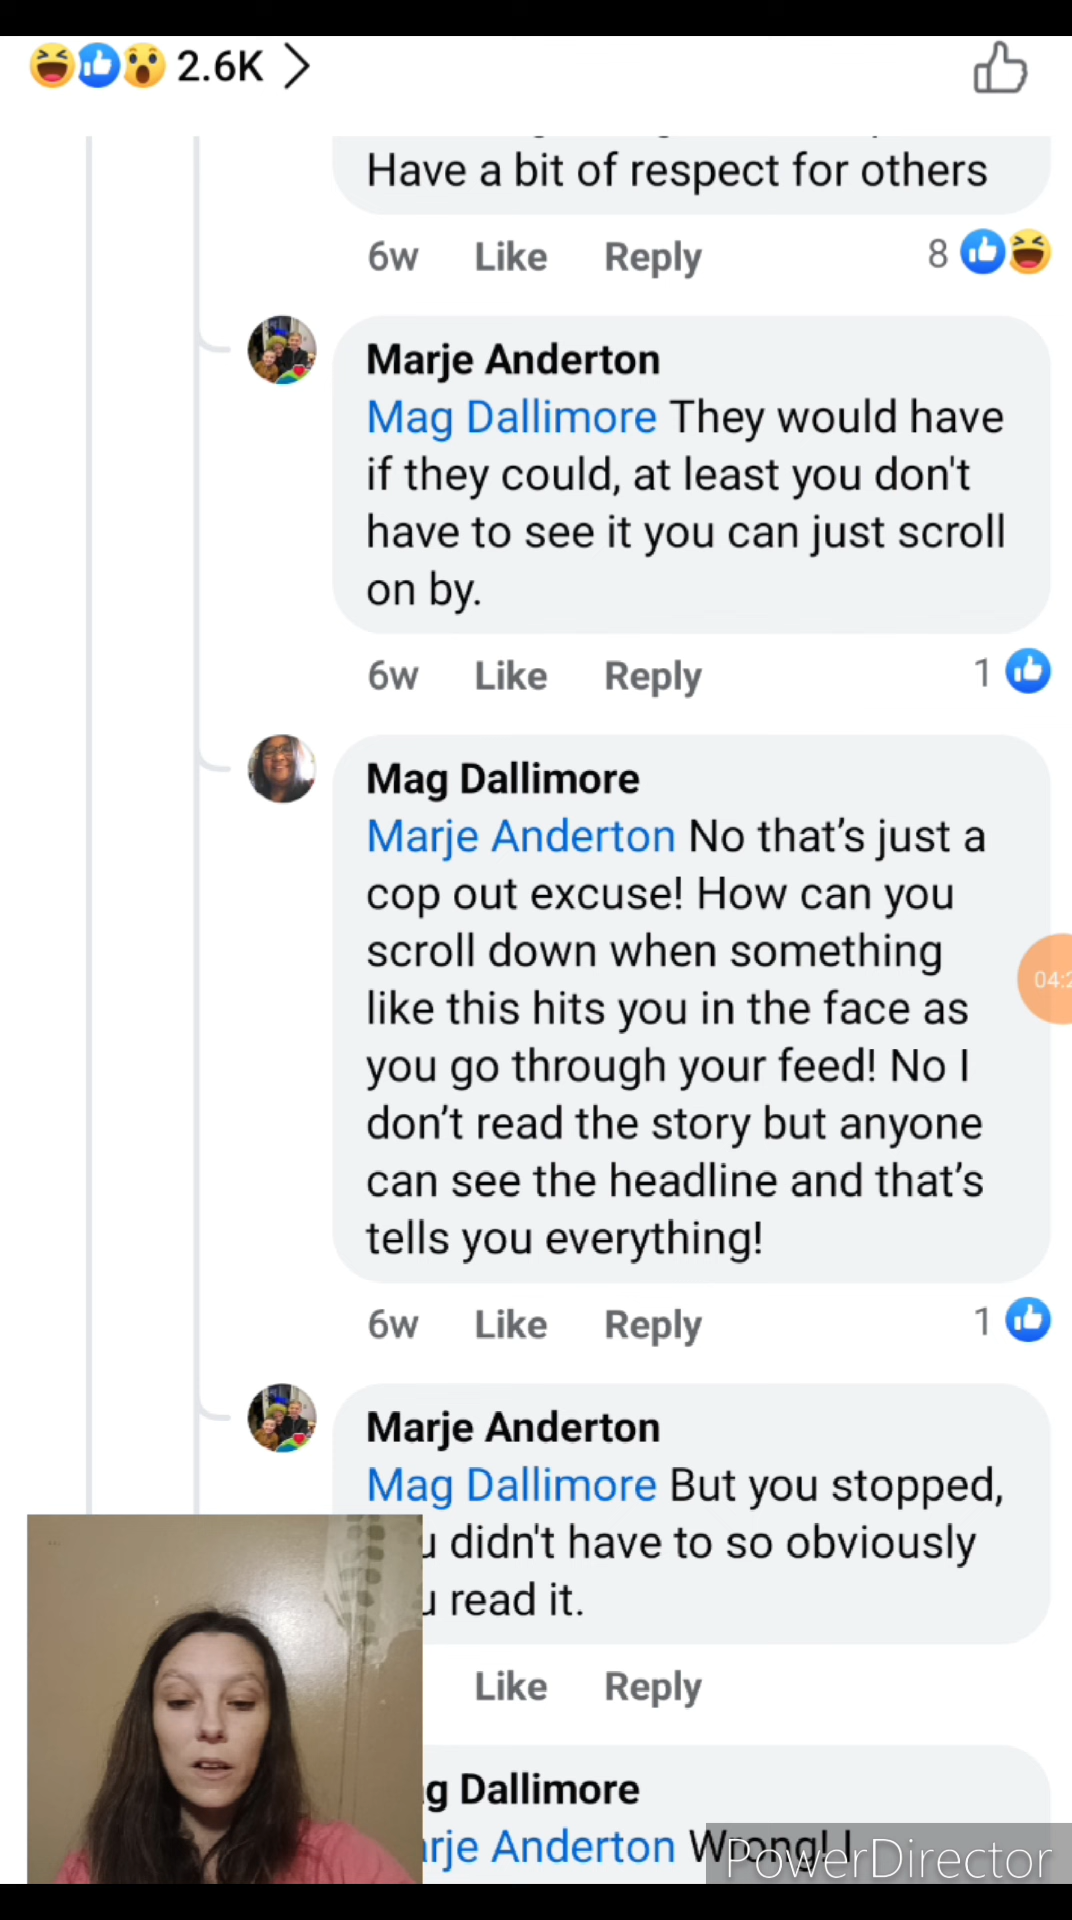 2.6K
Have a bit of respect for others
6w Like Reply 8
Marje Anderton
Mag Dallimore They would have
if they could, at least you don't
have to see it you can just scroll
on by.
6w Like Reply 1
Mag Dallimore
Marje Anderton No that’s just a
cop out excuse! How can you
scroll down when something
like this hits you in the face as
you go through your feed! No I
don’t read the story but anyone
can see the headline and that’s
tells you everything!
04:2
6w Like Reply 1
Marje Anderton
Mag Dallimore But you stopped,
u didn't have to so obviously
u read it.
Like Reply
g Dallimore
rje Anderton Wrong! I
PowerDirector